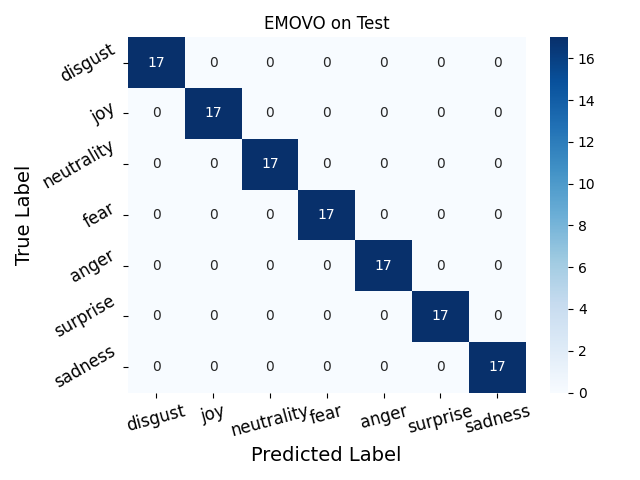 EMOVO on Test
disgust 17 0 0 0 0 0 0
joy 0 17 0 0 0 0 0
neutrality 0 0 17 0 0 0 0
fear 0 0 0 17 0 0 0
anger 0 0 0 0 17 0 0
surprise 0 0 0 0 0 17 0
sadness 0 0 0 0 0 0 17
disgust joy neutrality fear anger surprise sadness
True Label
Predicted Label
16
14
12
10
8
6
4
2
0